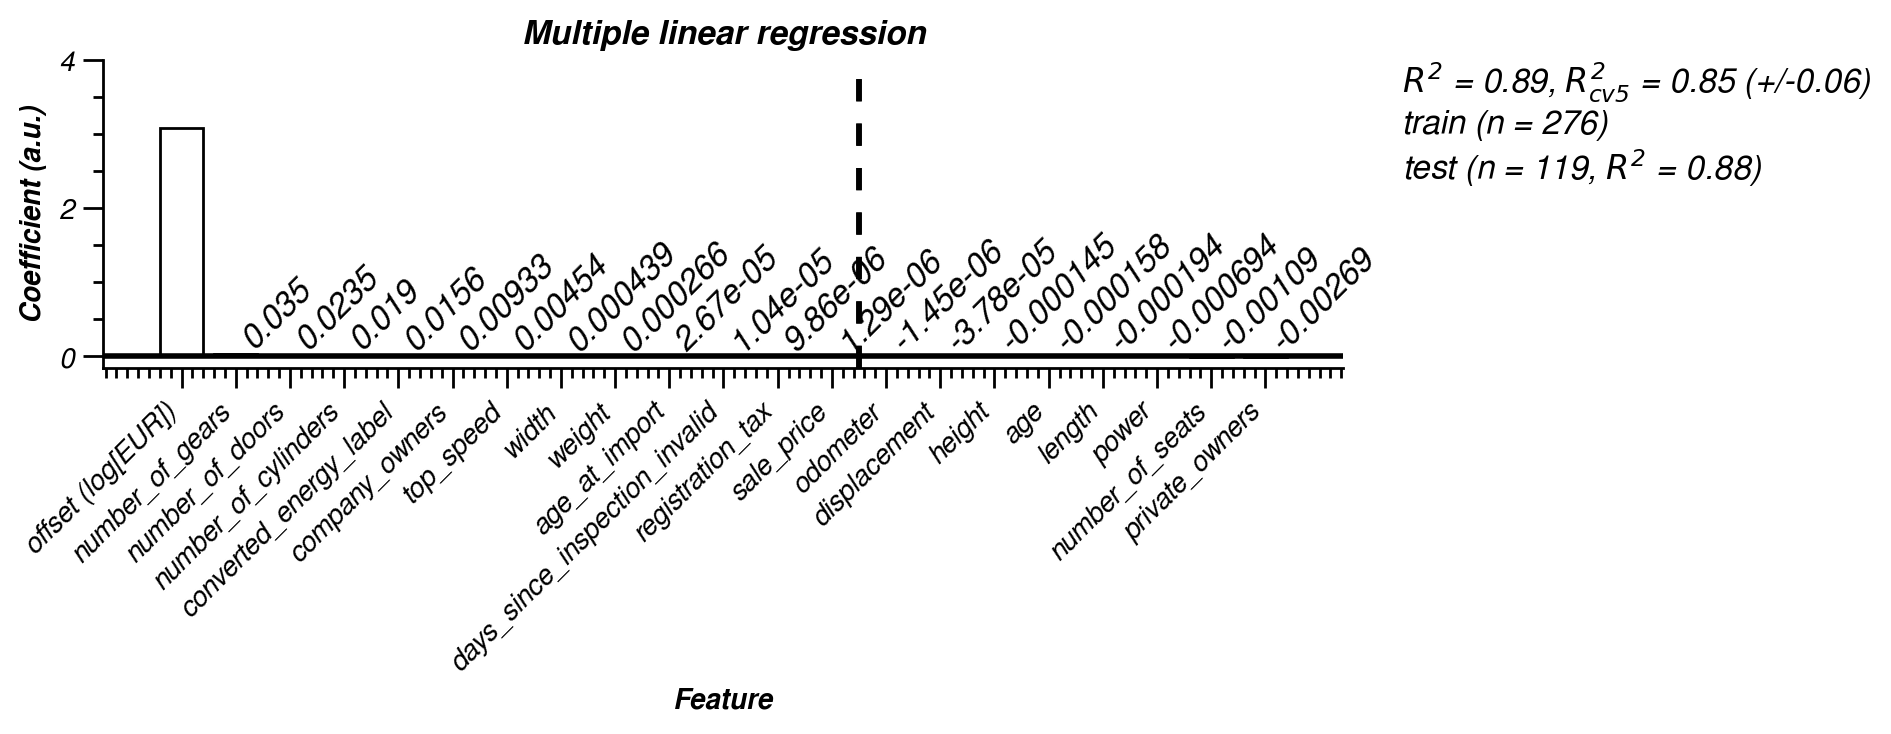 Multiple linear regression
R² = 0.89, R²cv5 = 0.85 (+/-0.06)
train (n = 276)
test (n = 119, R² = 0.88)
Coefficient (a.u.)
4
2
0
0.035
0.0235
0.019
0.0156
0.00933
0.00454
0.000439
0.000266
2.67e-05
1.04e-05
9.86e-06
1.29e-06
-1.45e-06
-3.78e-05
-0.000145
-0.000158
-0.000194
-0.000694
-0.00109
-0.00269
offset (log[EUR])
number_of_gears
number_of_doors
number_of_cylinders
converted_energy_label
company_owners
top_speed
width
weight
age_at_import
days_since_inspection_invalid
registration_tax
sale_price
odometer
displacement
height
age
length
power
number_of_seats
private_owners
Feature